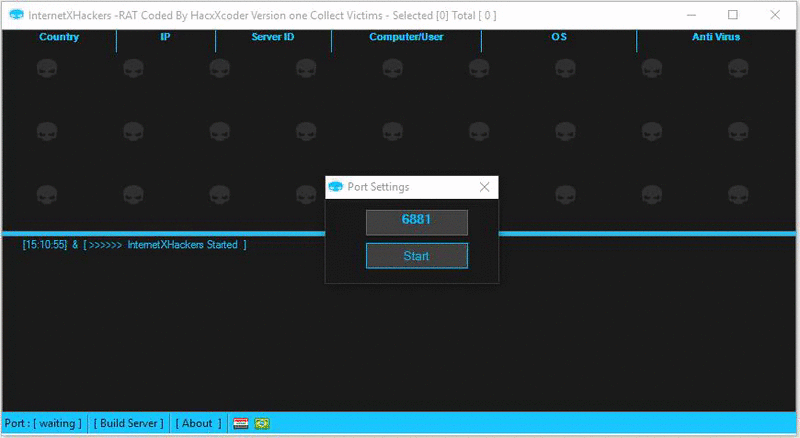 InternetXHackers -RAT Coded By HacxXcoder Version one Collect Victims - Selected [0] Total [ 0 ]
Country IP Server ID Computer/User OS Anti Virus
Port Settings
6881
Start
[15:10:55] & [ >>>>>> InternetXHackers Started ]
Port : [ waiting ] [ Build Server ] [ About ]